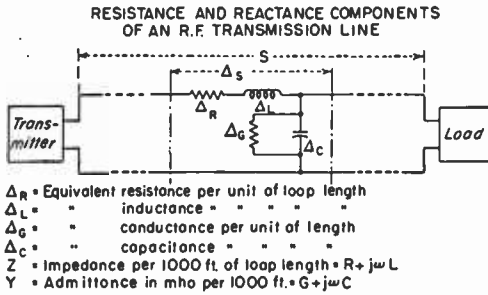 RESISTANCE AND REACTANCE COMPONENTS
OF AN R.F. TRANSMISSION LINE
S
Δs
ΔR
ΔL
ΔG
ΔC
Trans-
mitter
Load
ΔR = Equivalent resistance per unit of loop length
ΔL = " inductance " " " "
ΔG = " conductance per unit of length
ΔC = " capacitance " " " "
Z = Impedance per 1000 ft. of loop length = R + jωL
Y = Admittance in mho per 1000 ft. = G + jωC